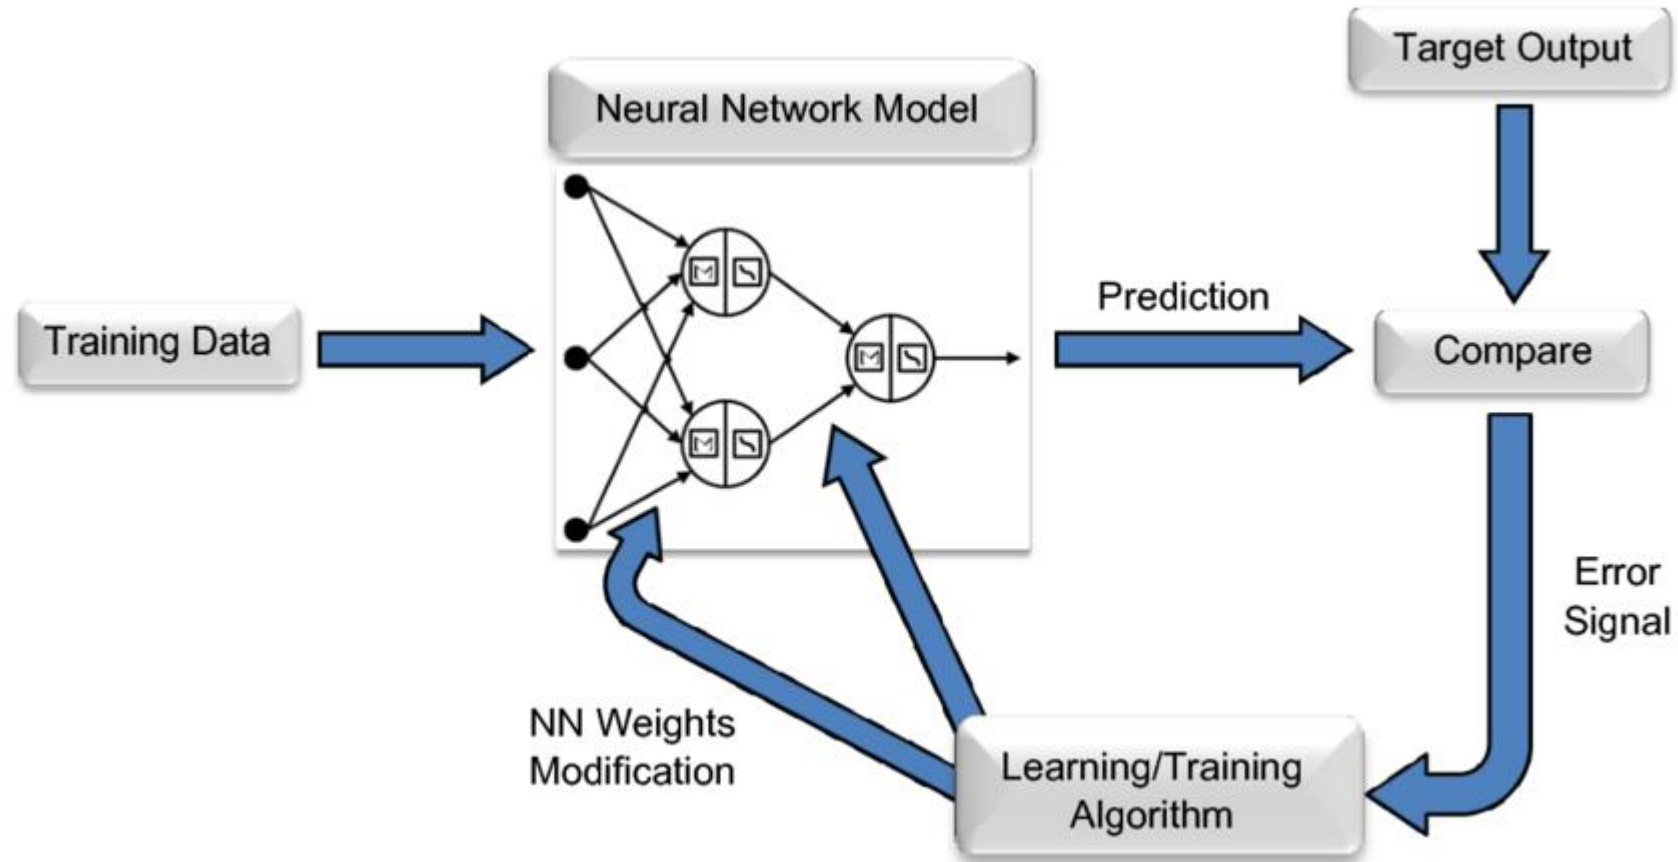 Target Output
Neural Network Model
Prediction
Training Data
Compare
Error
Signal
NN Weights
Modification
Learning/Training
Algorithm